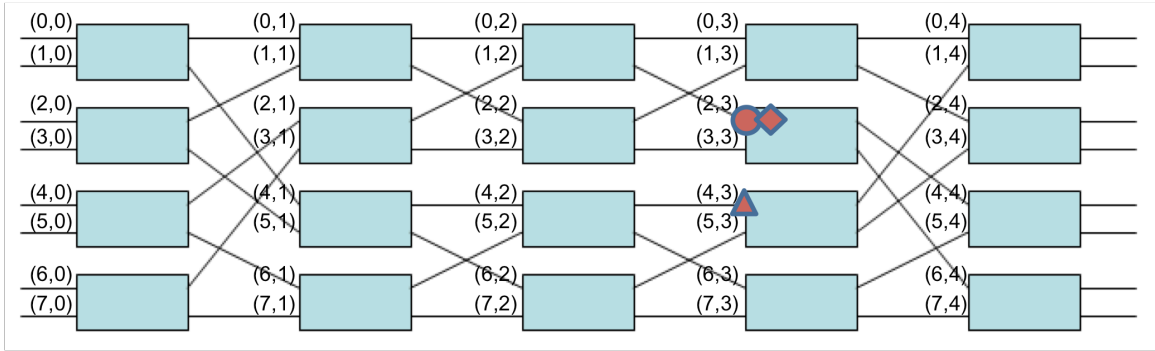 (0,0) (0,1) (0,2) (0,3) (0,4)
(1,0) (1,1) (1,2) (1,3) (1,4)
(2,0) (2,1) (2,2) (2,3) (2,4)
(3,0) (3,1) (3,2) (3,3) (3,4)
(4,0) (4,1) (4,2) (4,3) (4,4)
(5,0) (5,1) (5,2) (5,3) (5,4)
(6,0) (6,1) (6,2) (6,3) (6,4)
(7,0) (7,1) (7,2) (7,3) (7,4)